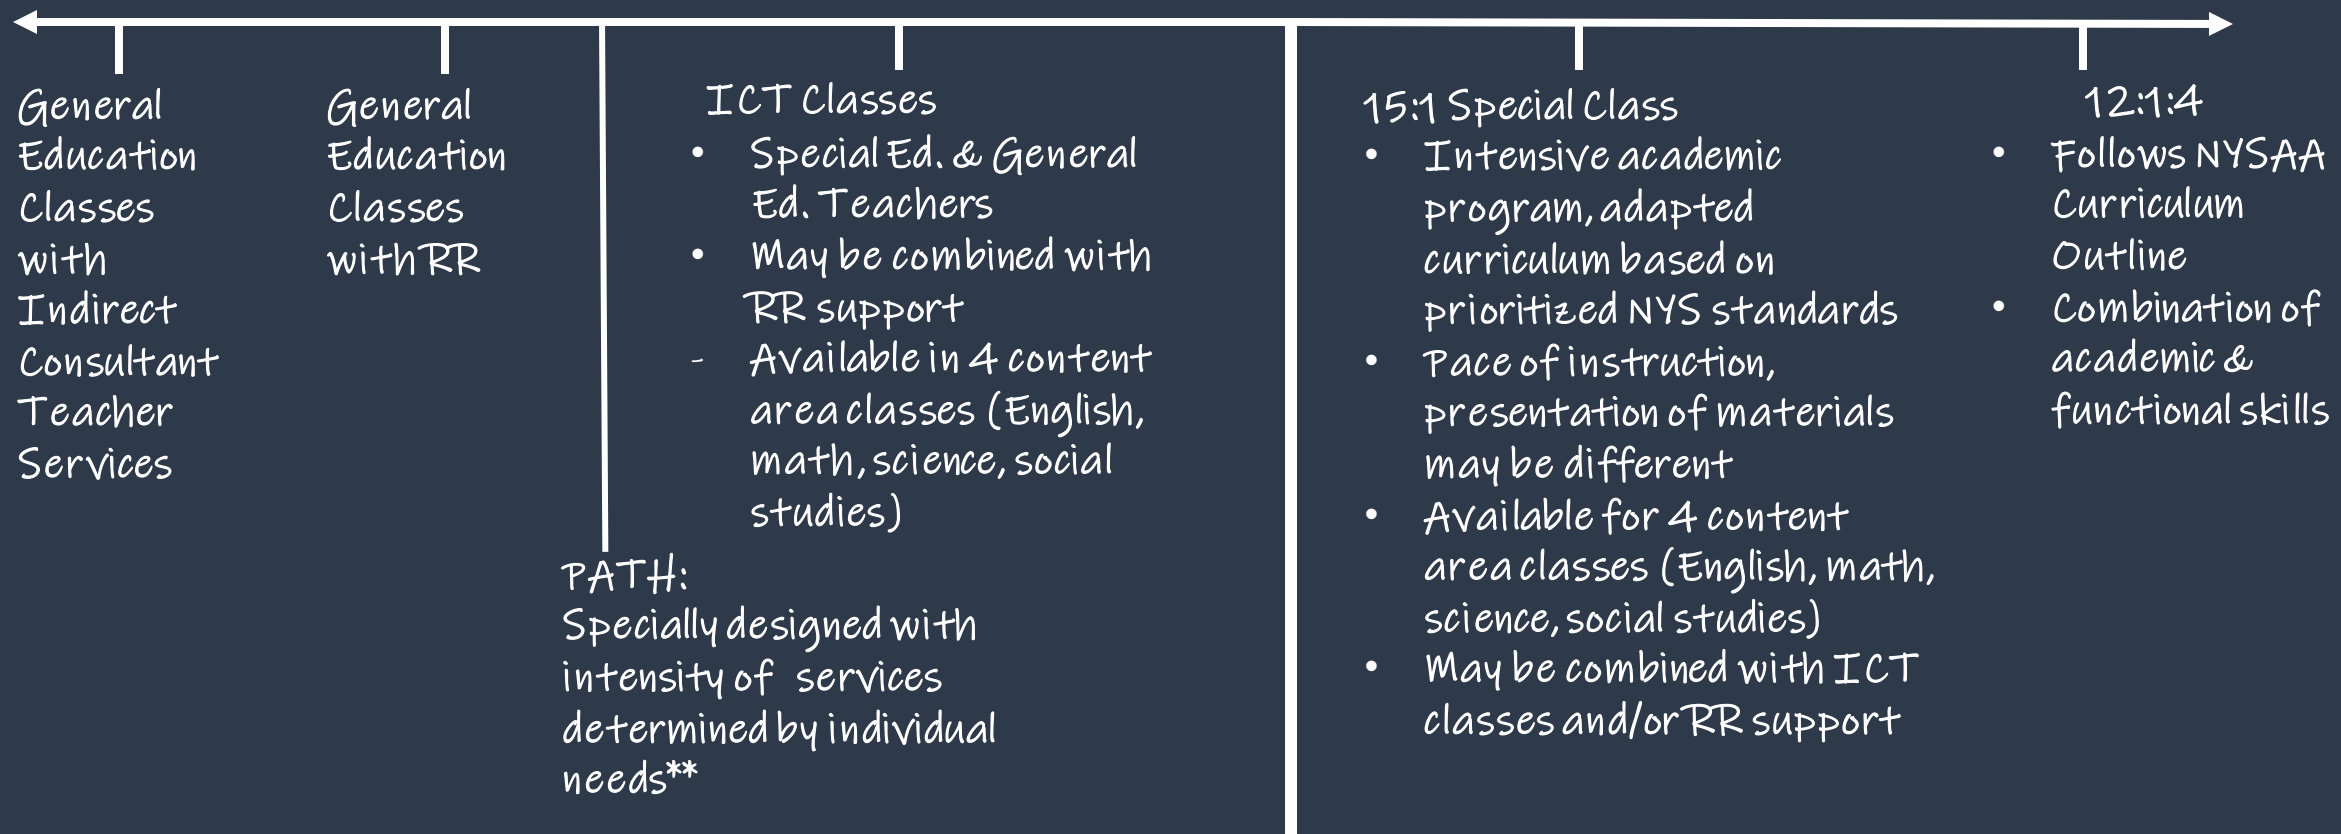 General
Education
Classes
with
Indirect
Consultant
Teacher
Services
General
Education
Classes
with RR
PATH:
Specially designed with
intensity of services
determined by individual
needs**
ICT Classes
• Special Ed. & General
Ed. Teachers
• May be combined with
RR support
- Available in 4 content
area classes (English,
math, science, social
studies)
15:1 Special Class
• Intensive academic
program, adapted
curriculum based on
prioritized NYS standards
• Pace of instruction,
presentation of materials
may be different
• Available for 4 content
area classes (English, math,
science, social studies)
• May be combined with ICT
classes and/or RR support
12:1:4
• Follows NYSAA
Curriculum
Outline
• Combination of
academic &
functional skills